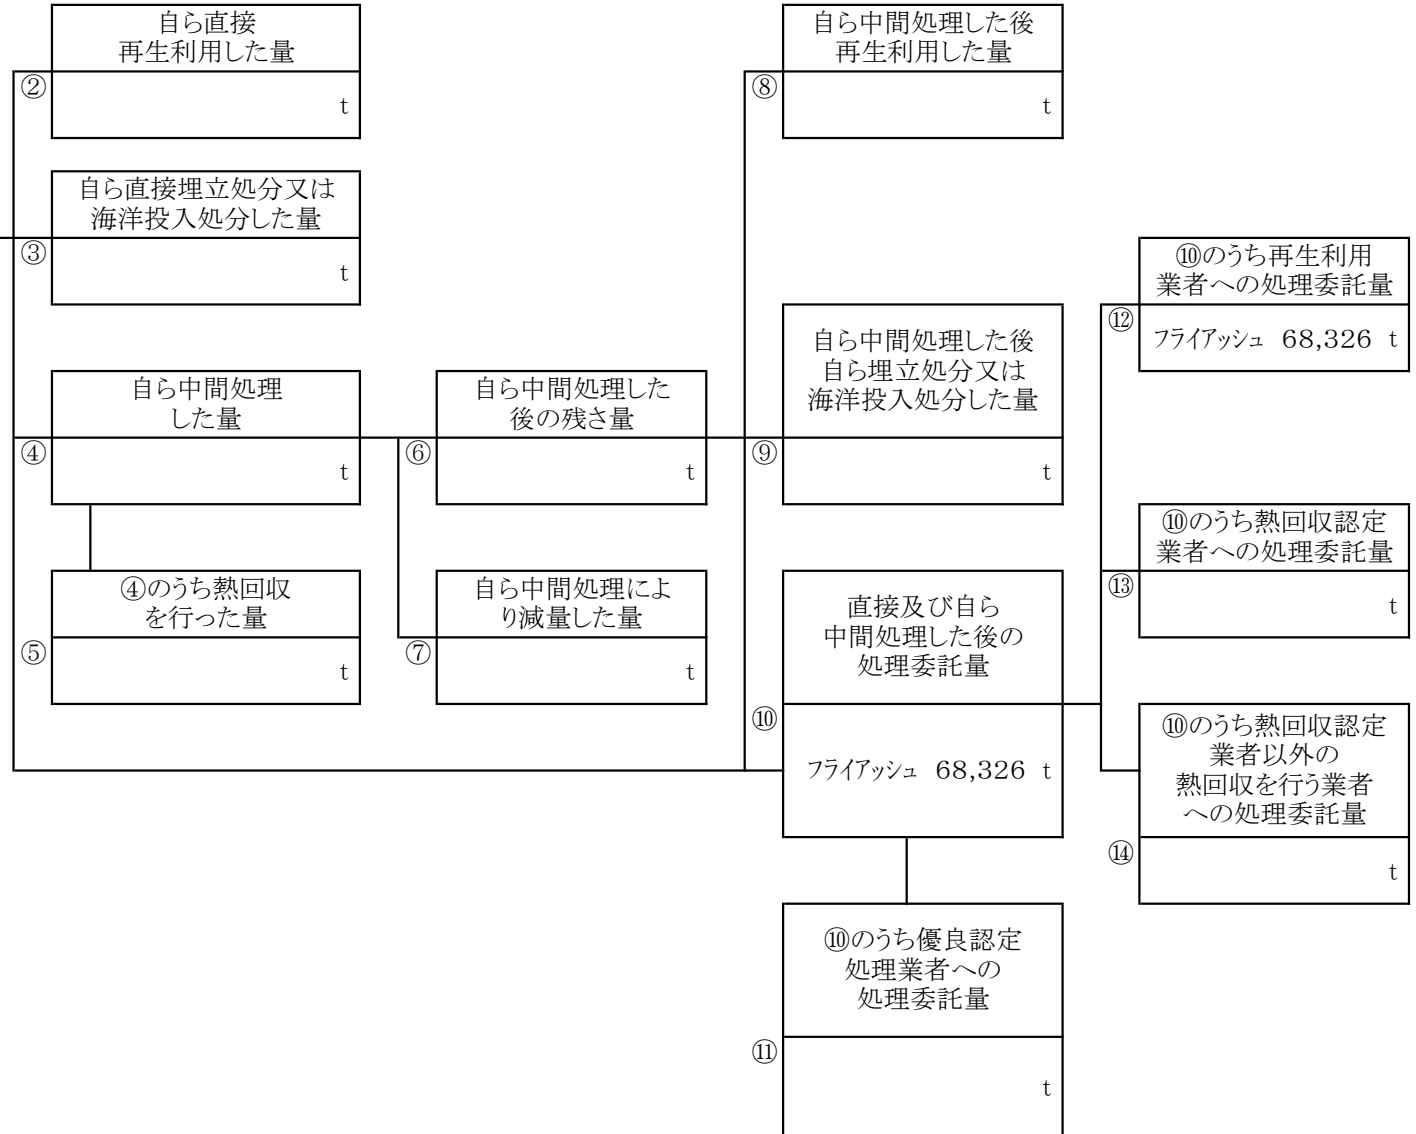 自ら直接
再生利用した量
②
t
自ら直接埋立処分又は
海洋投入処分した量
③
t
自ら中間処理
した量
④
t
④のうち熱回収
を行った量
⑤
t
自ら中間処理した
後の残さ量
⑥
t
自ら中間処理によ
り減量した量
⑦
t
自ら中間処理した後
再生利用した量
⑧
t
自ら中間処理した後
自ら埋立処分又は
海洋投入処分した量
⑨
t
直接及び自ら
中間処理した後の
処理委託量
⑩
フライアッシュ 68,326 t
⑩のうち優良認定
処理業者への
処理委託量
⑪
t
⑩のうち再生利用
業者への処理委託量
⑫
フライアッシュ 68,326 t
⑩のうち熱回収認定
業者への処理委託量
⑬
t
⑩のうち熱回収認定
業者以外の
熱回収を行う業者
への処理委託量
⑭
t